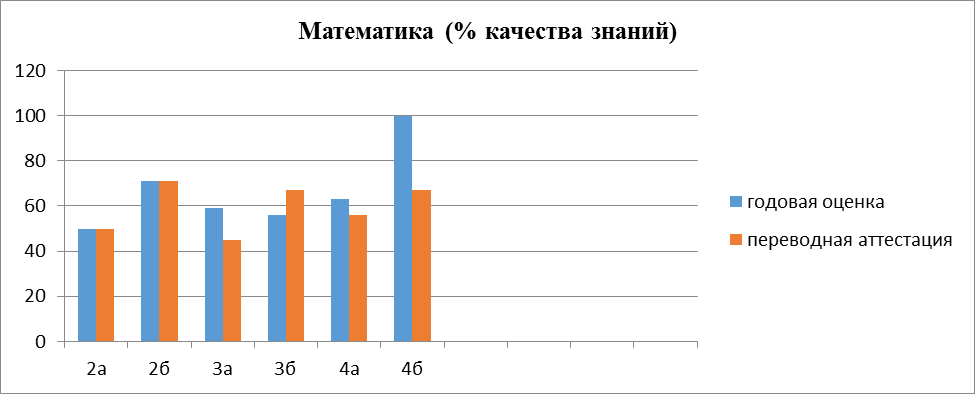 Математика (% качества знаний)
120
100
80
60
40
20
0
2а 2б 3а 3б 4а 4б
годовая оценка
переводная аттестация